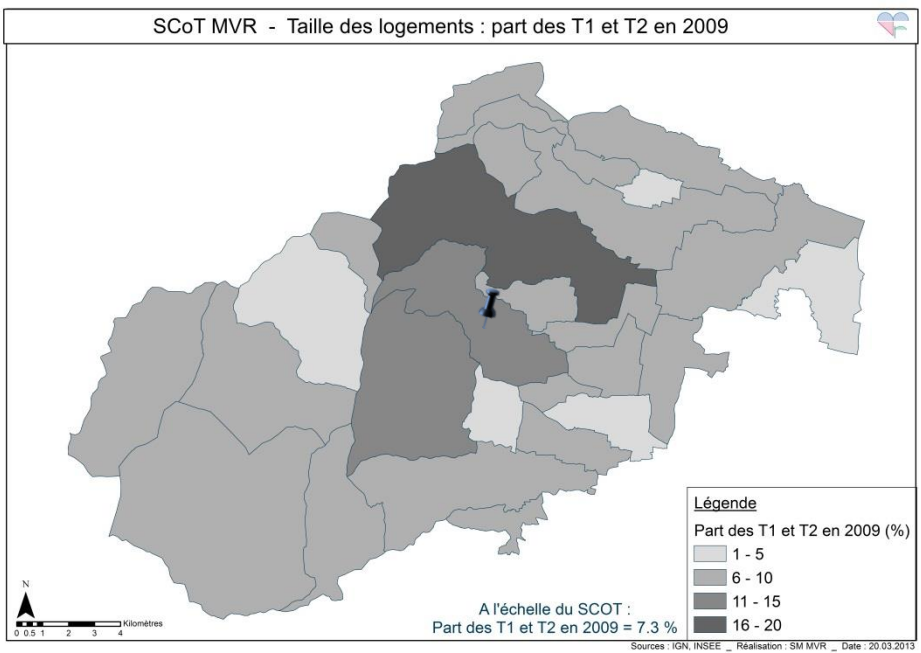 SCoT MVR - Taille des logements : part des T1 et T2 en 2009
Légende
Part des T1 et T2 en 2009 (%)
1 - 5
6 - 10
11 - 15
16 - 20
N
0 0.5 1 2 3 4 Kilomètres
A l'échelle du SCOT :
Part des T1 et T2 en 2009 = 7.3 %
Sources : IGN, INSEE _ Réalisation : SM MVR _ Date : 20.03.2013